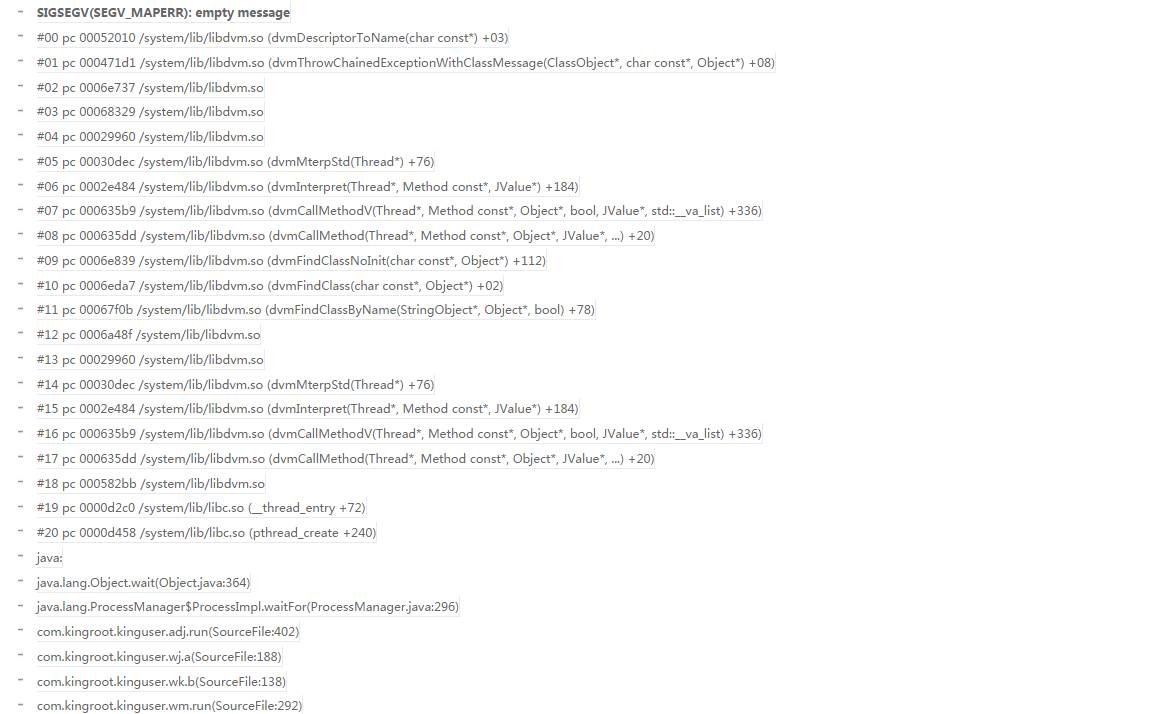 - SIGSEGV(SEGV_MAPERR): empty message
- #00 pc 00052010 /system/lib/libdvm.so (dvmDescriptorToName(char const*) +03)
- #01 pc 000471d1 /system/lib/libdvm.so (dvmThrowChainedExceptionWithClassMessage(ClassObject*, char const*, Object*) +08)
- #02 pc 0006e737 /system/lib/libdvm.so
- #03 pc 00068329 /system/lib/libdvm.so
- #04 pc 00029960 /system/lib/libdvm.so
- #05 pc 00030dec /system/lib/libdvm.so (dvmMterpStd(Thread*) +76)
- #06 pc 0002e484 /system/lib/libdvm.so (dvmInterpret(Thread*, Method const*, JValue*) +184)
- #07 pc 000635b9 /system/lib/libdvm.so (dvmCallMethodV(Thread*, Method const*, Object*, bool, JValue*, std::__va_list) +336)
- #08 pc 000635dd /system/lib/libdvm.so (dvmCallMethod(Thread*, Method const*, Object*, JValue*, ...) +20)
- #09 pc 0006e839 /system/lib/libdvm.so (dvmFindClassNoInit(char const*, Object*) +112)
- #10 pc 0006eda7 /system/lib/libdvm.so (dvmFindClass(char const*, Object*) +02)
- #11 pc 00067f0b /system/lib/libdvm.so (dvmFindClassByName(StringObject*, Object*, bool) +78)
- #12 pc 0006a48f /system/lib/libdvm.so
- #13 pc 00029960 /system/lib/libdvm.so
- #14 pc 00030dec /system/lib/libdvm.so (dvmMterpStd(Thread*) +76)
- #15 pc 0002e484 /system/lib/libdvm.so (dvmInterpret(Thread*, Method const*, JValue*) +184)
- #16 pc 000635b9 /system/lib/libdvm.so (dvmCallMethodV(Thread*, Method const*, Object*, bool, JValue*, std::__va_list) +336)
- #17 pc 000635dd /system/lib/libdvm.so (dvmCallMethod(Thread*, Method const*, Object*, JValue*, ...) +20)
- #18 pc 000582bb /system/lib/libdvm.so
- #19 pc 0000d2c0 /system/lib/libc.so (__thread_entry +72)
- #20 pc 0000d458 /system/lib/libc.so (pthread_create +240)
- java:
- java.lang.Object.wait(Object.java:364)
- java.lang.ProcessManager$ProcessImpl.waitFor(ProcessManager.java:296)
- com.kingroot.kinguser.adj.run(SourceFile:402)
- com.kingroot.kinguser.wj.a(SourceFile:188)
- com.kingroot.kinguser.wk.b(SourceFile:138)
- com.kingroot.kinguser.wm.run(SourceFile:292)